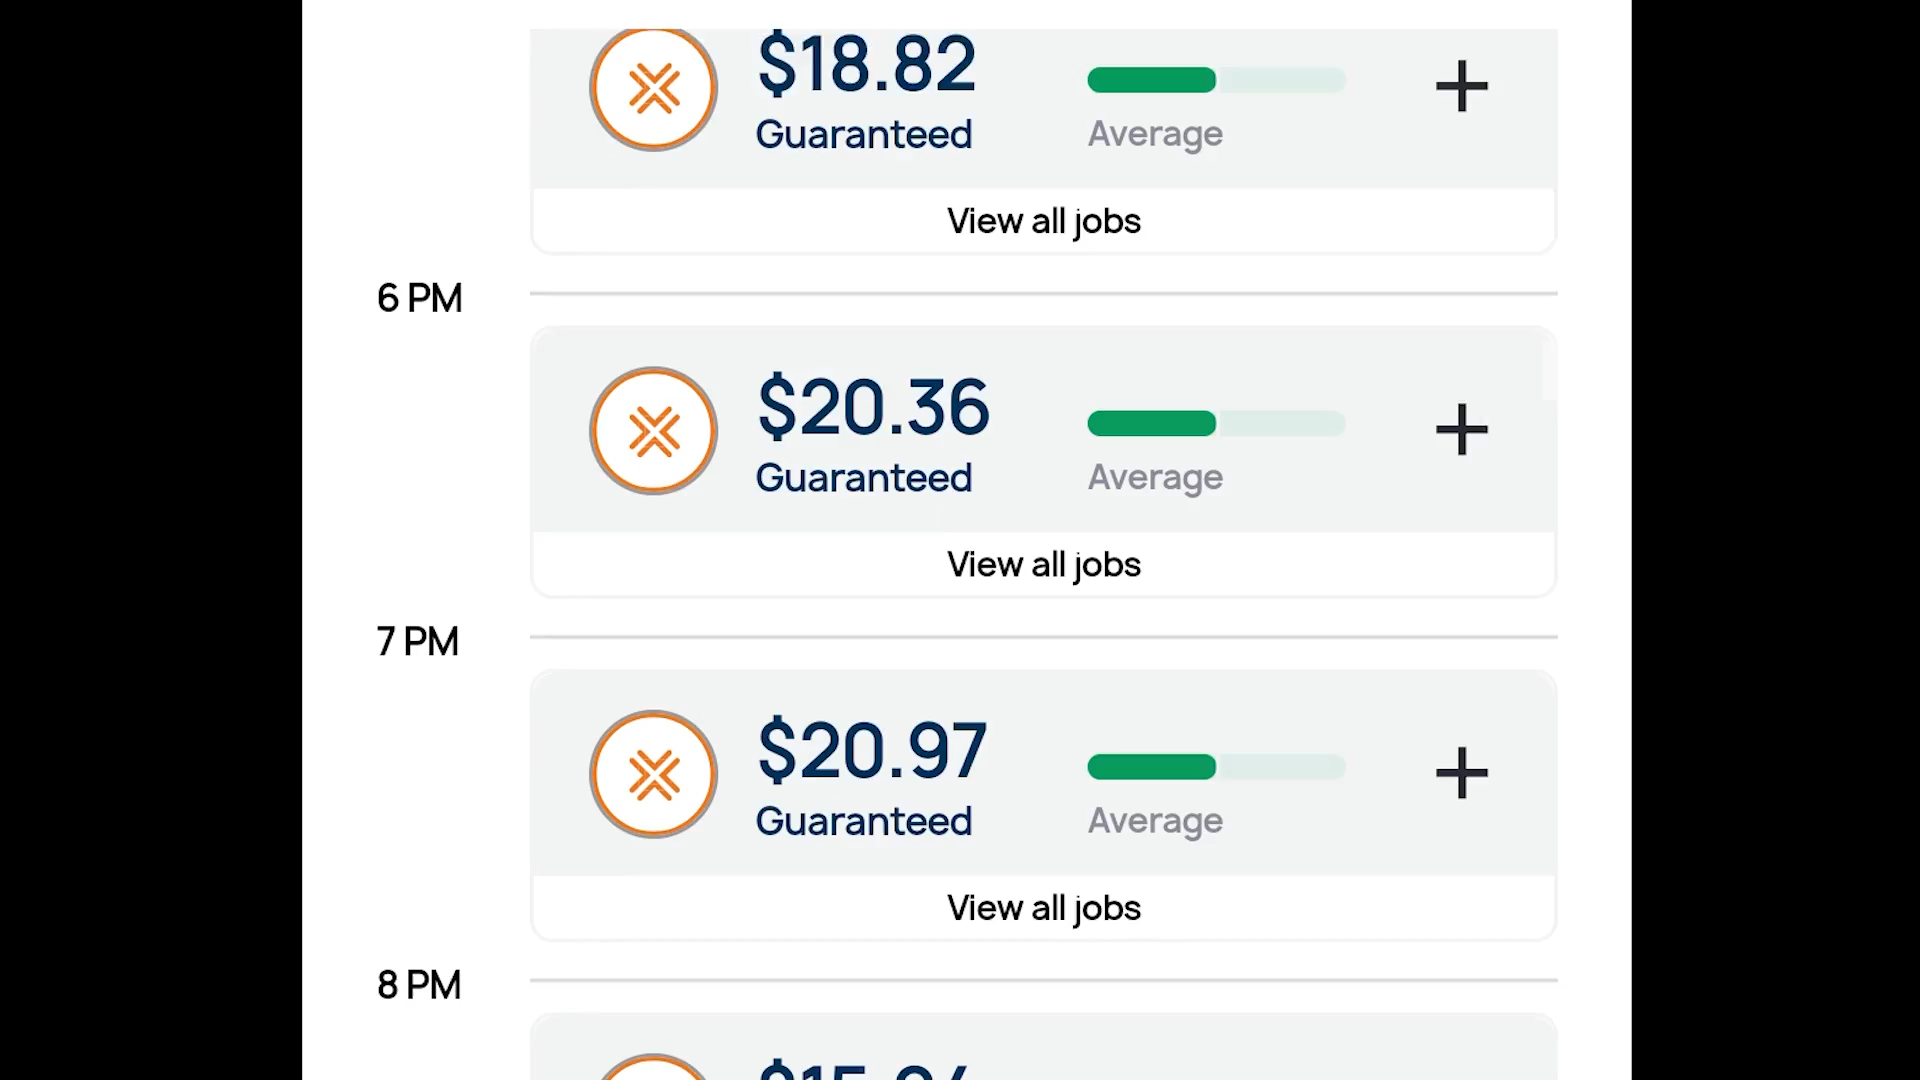 $18.82
Guaranteed
Average
View all jobs
6 PM
$20.36
Guaranteed
Average
View all jobs
7 PM
$20.97
Guaranteed
Average
View all jobs
8 PM